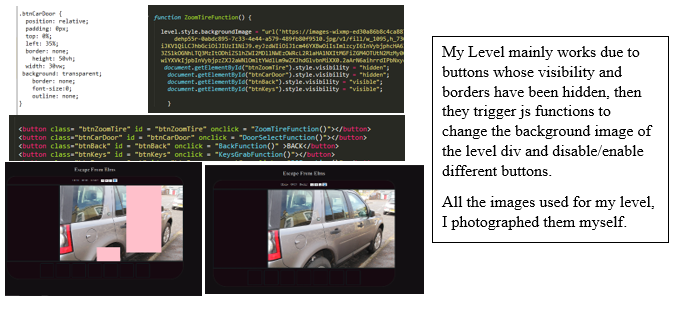 .btnCarDoor {
position: relative;
padding: 0px;
top: 0%;
left: 35%;
border: none;
height: 50vh;
width: 30vw;
background: transparent;
border: none;
font-size:0;
outline: none;
}
function ZoomTireFunction() {
level.style.backgroundImage = "url('https://images-wixmp-ed30a86b8c4ca88
document.getElementById("btnZoomTire").style.visibility = "hidden";
document.getElementById("btnCarDoor").style.visibility = "hidden";
document.getElementById("btnBack").style.visibility = "visible";
document.getElementById("btnKeys").style.visibility = "visible";
}
<button class= "btnZoomTire" id = "btnZoomTire" onclick = "ZoomTireFunction()"></button>
<button class = "btnCarDoor" id = "btnCarDoor" onclick = "DoorSelectFunction()"></button>
<button class="btnBack" id = "btnBack" onclick = "BackFunction()" >BACK</button>
<button class="btnKeys" id = "btnKeys" onclick = "KeysGrabFunction()"></button>
Escape From Elms
Escape From Elms
My Level mainly works due to
buttons whose visibility and
borders have been hidden, then
they trigger js functions to
change the background image of
the level div and disable/enable
different buttons.
All the images used for my level,
I photographed them myself.